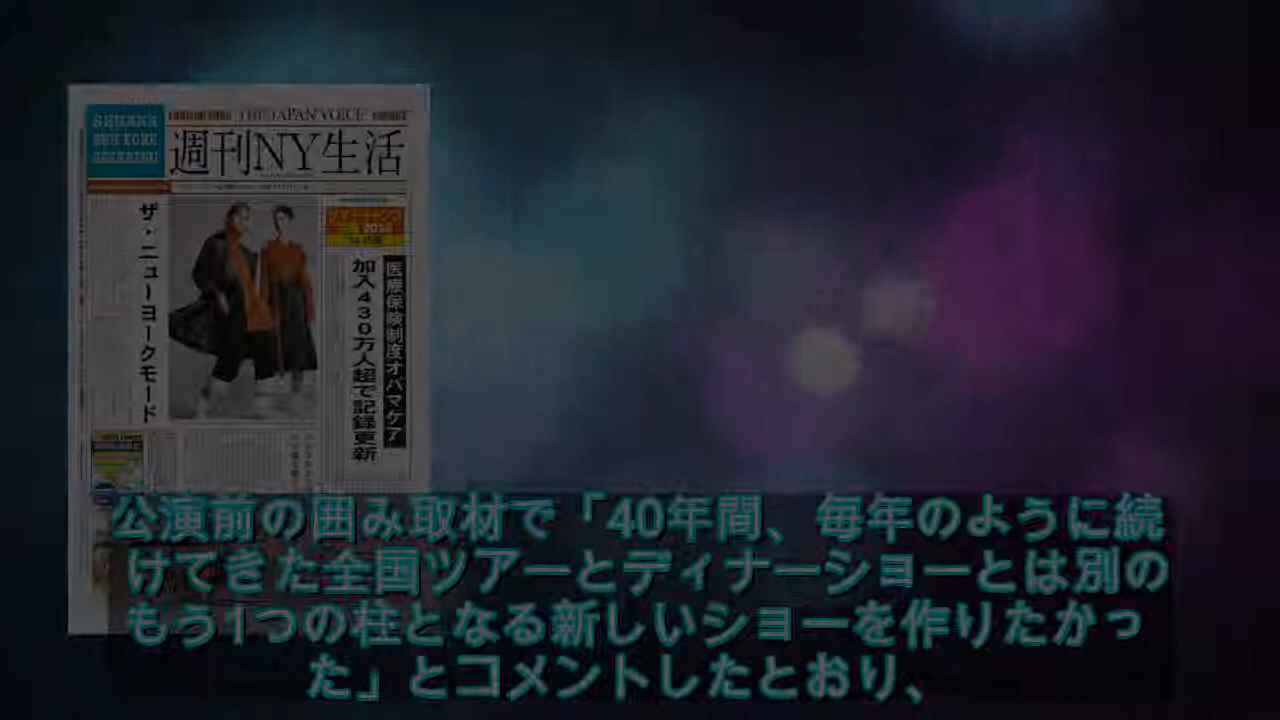 THE JAPAN VOICE
週刊NY生活
ザ・ニューヨークモード
医療保険制度オバマケア
加入430万人超で記録更新
公演前の囲み取材で「40年間、毎年のように続
けてきた全国ツアーとディナーショーとは別の
もう1つの柱となる新しいショーを作りたかっ
た」とコメントしたとおり、